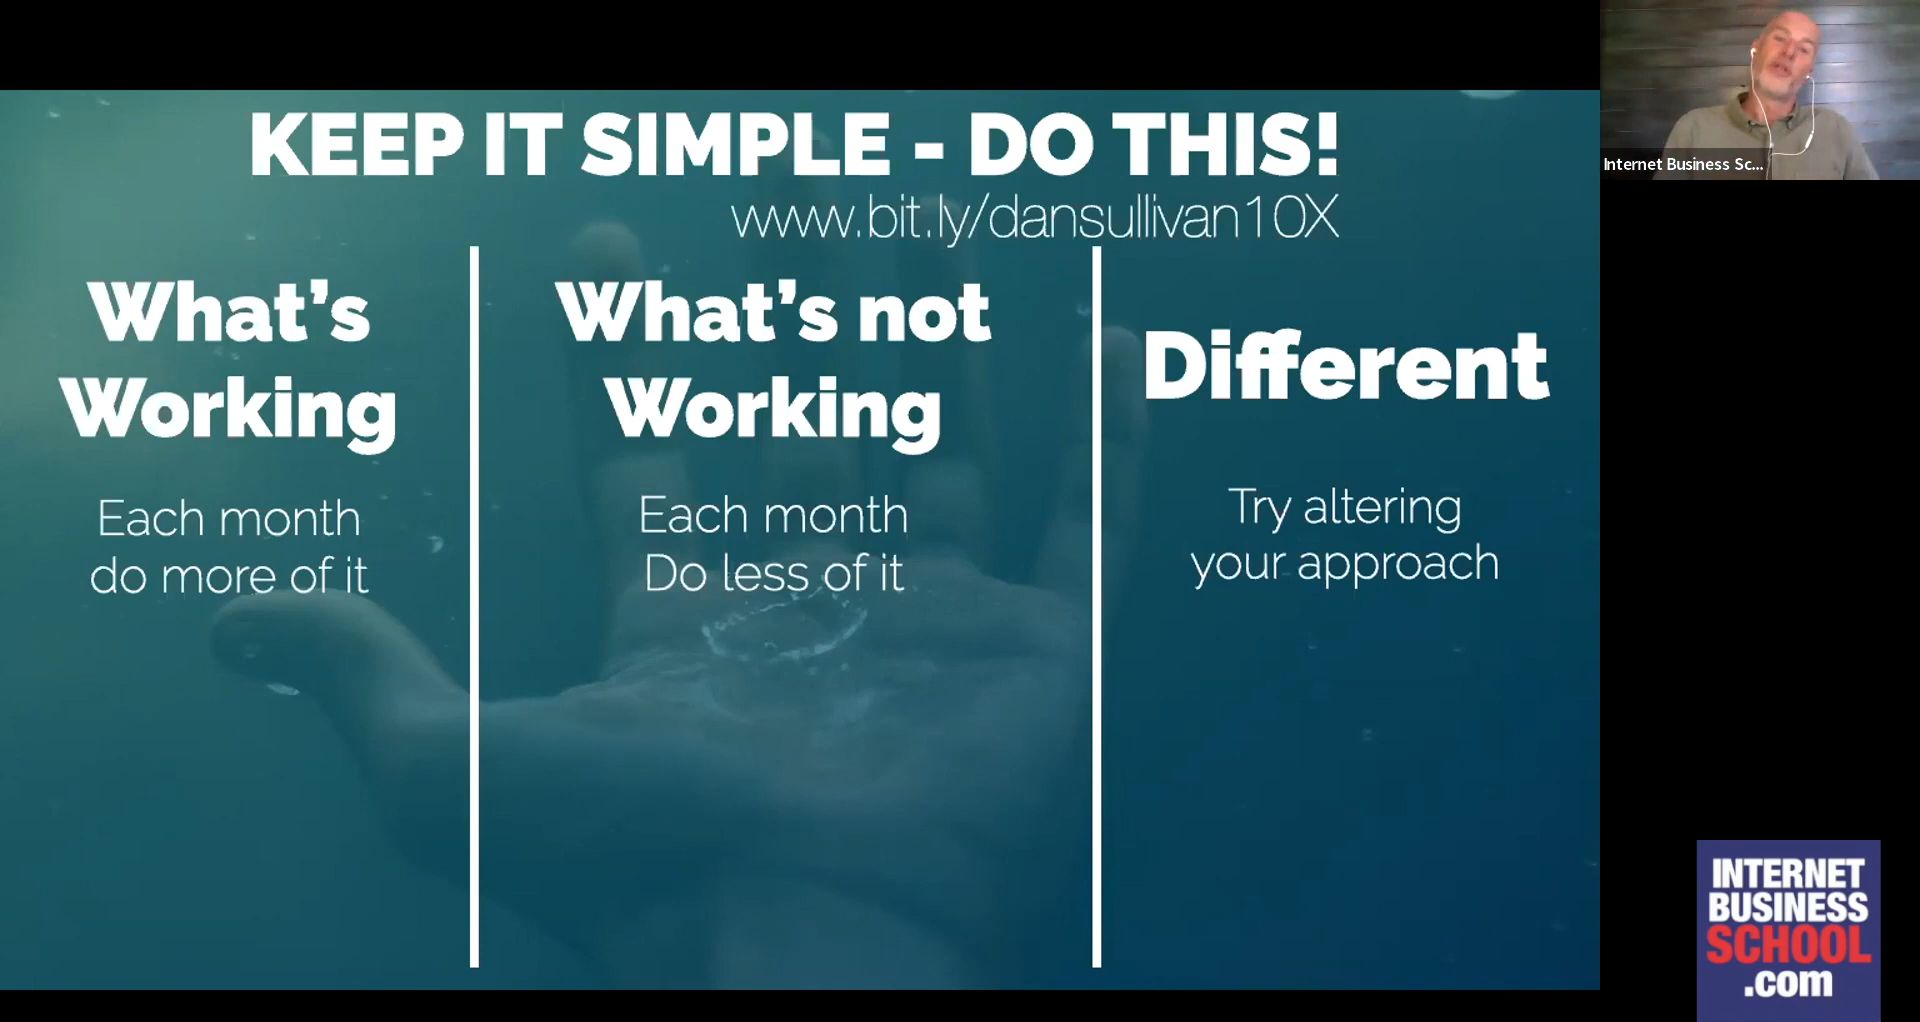 KEEP IT SIMPLE - DO THIS!
www.bit.ly/dansullivan10X
What's
Working
Each month
do more of it
What's not
Working
Each month
Do less of it
Different
Try altering
your approach
Internet Business Sc...
INTERNET
BUSINESS
SCHOOL
.com